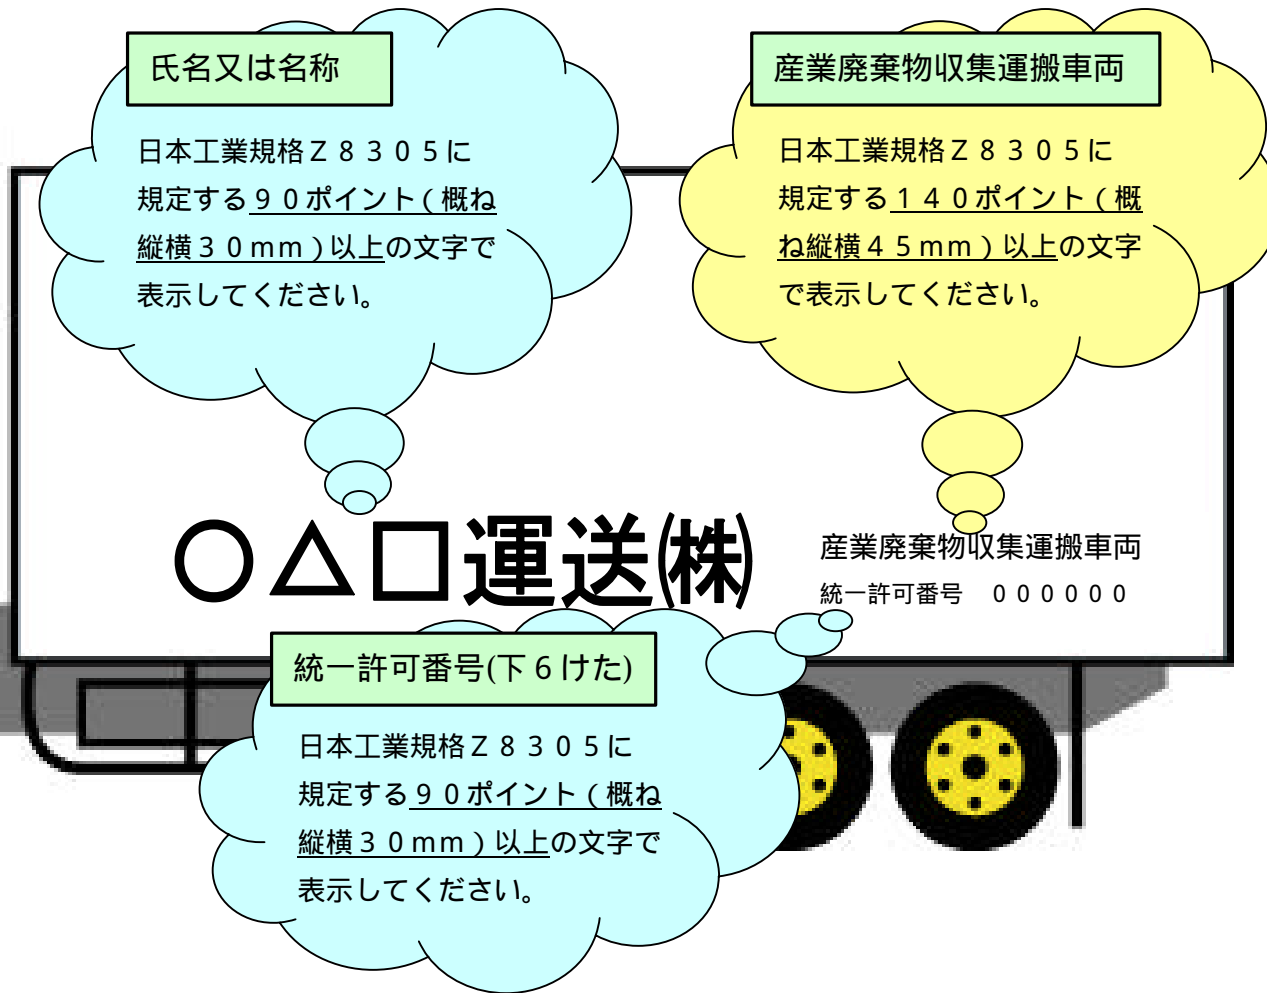 氏名又は名称
日本工業規格Ｚ８３０５に
規定する９０ポイント（概ね
縦横３０ｍｍ）以上の文字で
表示してください。
産業廃棄物収集運搬車両
日本工業規格Ｚ８３０５に
規定する１４０ポイント（概
ね縦横４５ｍｍ）以上の文字
で表示してください。
○△□運送㈱
産業廃棄物収集運搬車両
統一許可番号　００００００
統一許可番号(下６けた)
日本工業規格Ｚ８３０５に
規定する９０ポイント（概ね
縦横３０ｍｍ）以上の文字で
表示してください。